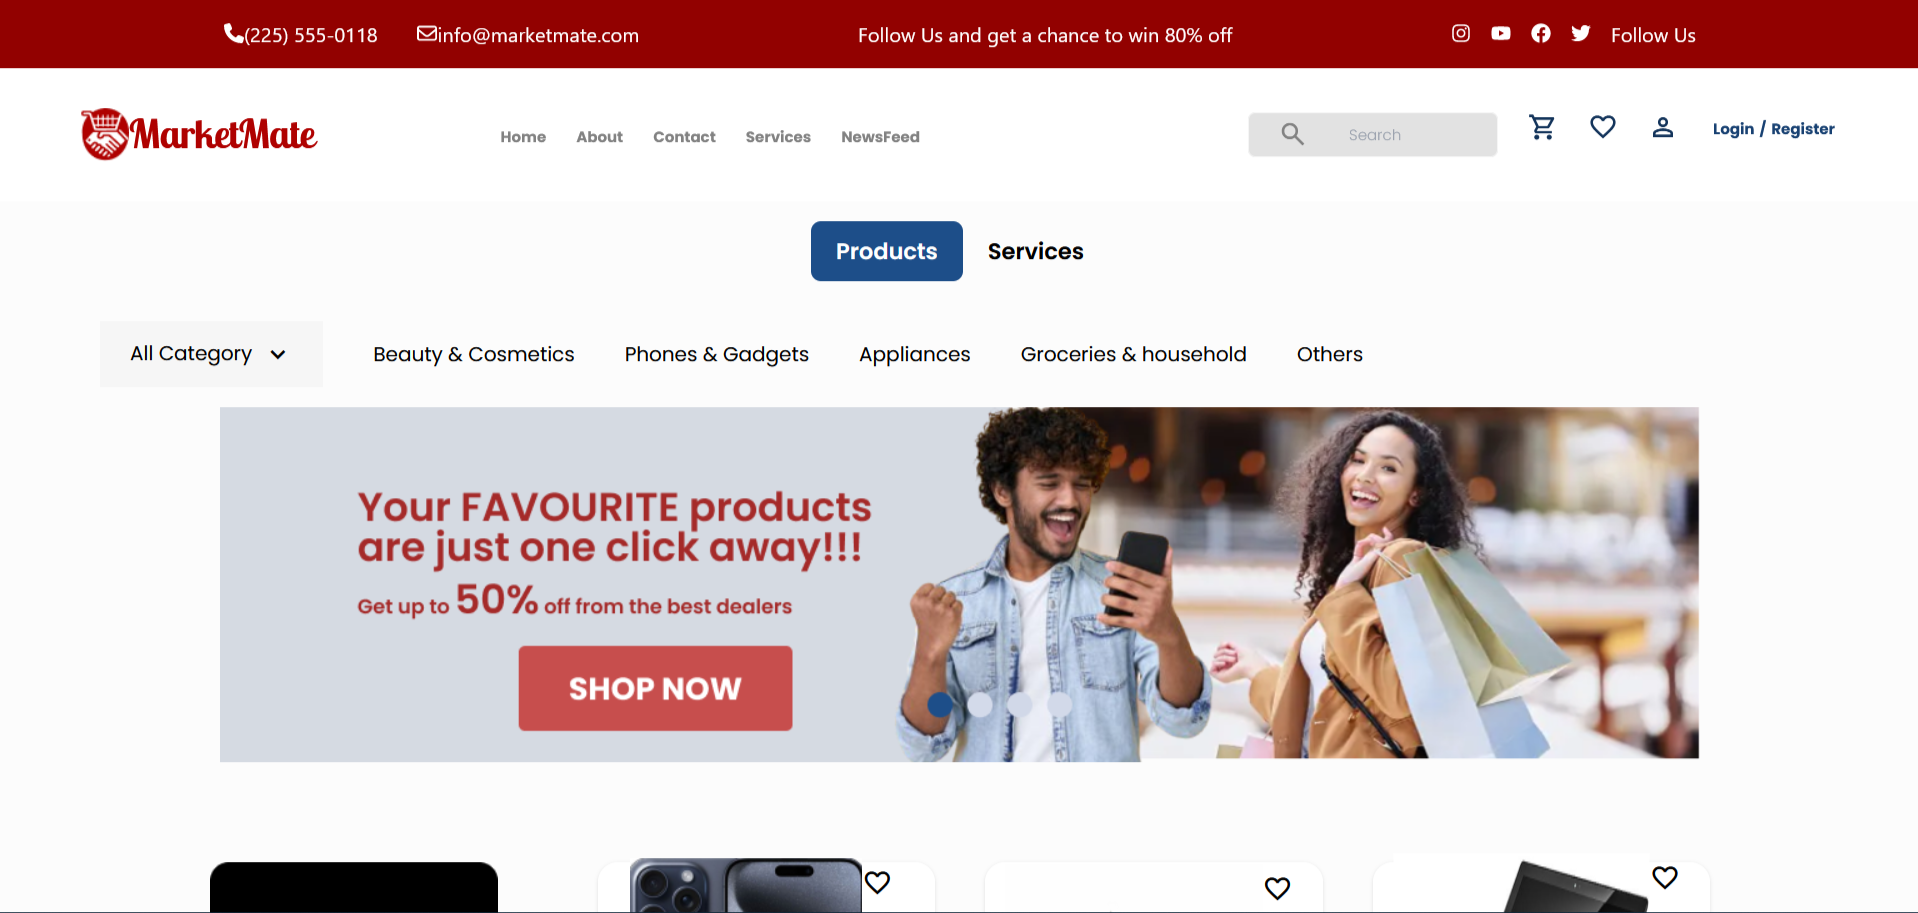 (225) 555-0118
info@marketmate.com
Follow Us and get a chance to win 80% off
Follow Us
MarketMate
Home
About
Contact
Services
NewsFeed
Search
Login / Register
Products
Services
All Category
Beauty & Cosmetics
Phones & Gadgets
Appliances
Groceries & household
Others
Your FAVOURITE products
are just one click away!!!
Get up to 50% off from the best dealers
SHOP NOW